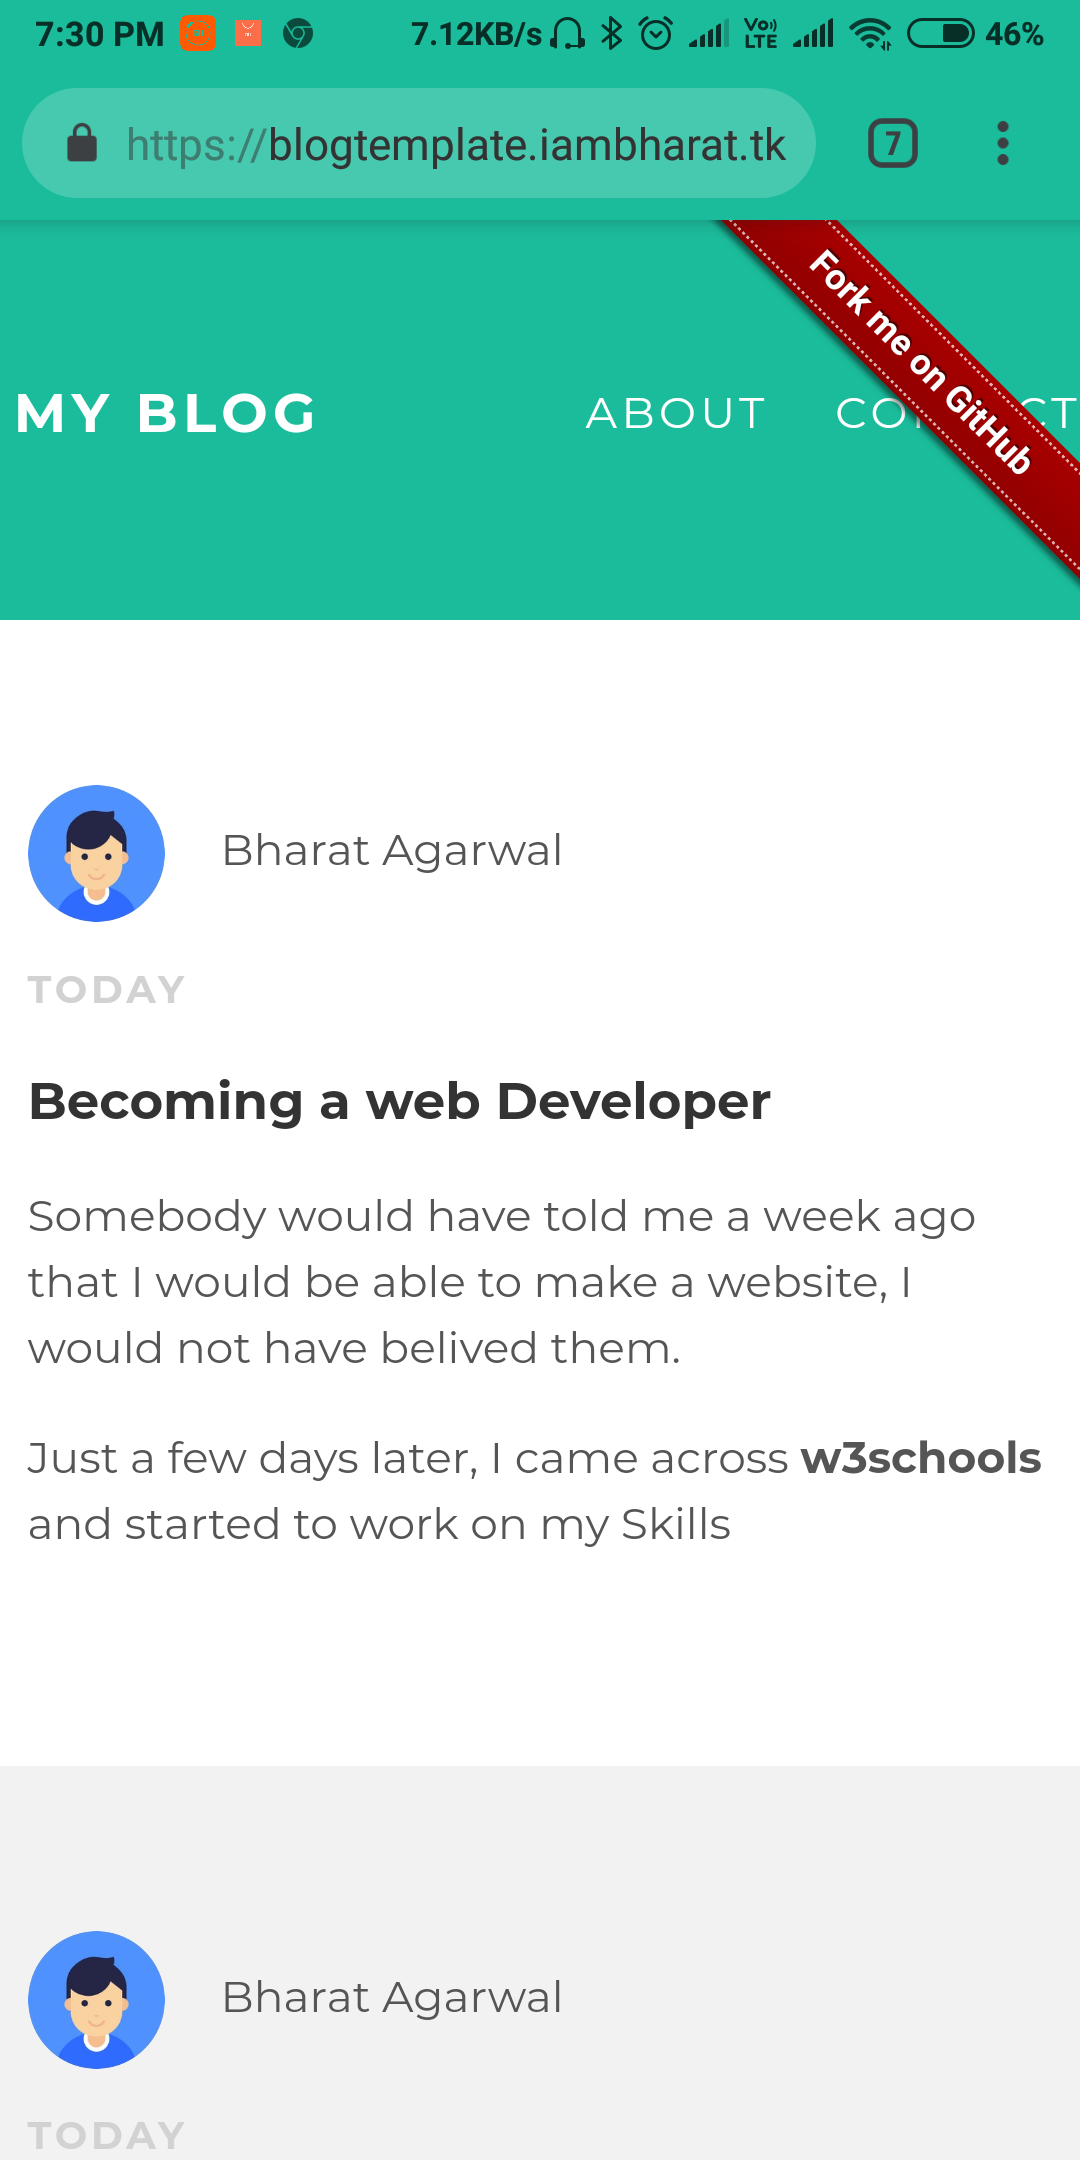 7:30 PM 7.12KB/s VoLTE 46%
https://blogtemplate.iambharat.tk 7
Fork me on GitHub
MY BLOG ABOUT
Bharat Agarwal
TODAY
Becoming a web Developer
Somebody would have told me a week ago
that I would be able to make a website, I
would not have belived them.
Just a few days later, I came across w3schools
and started to work on my Skills
Bharat Agarwal
TODAY